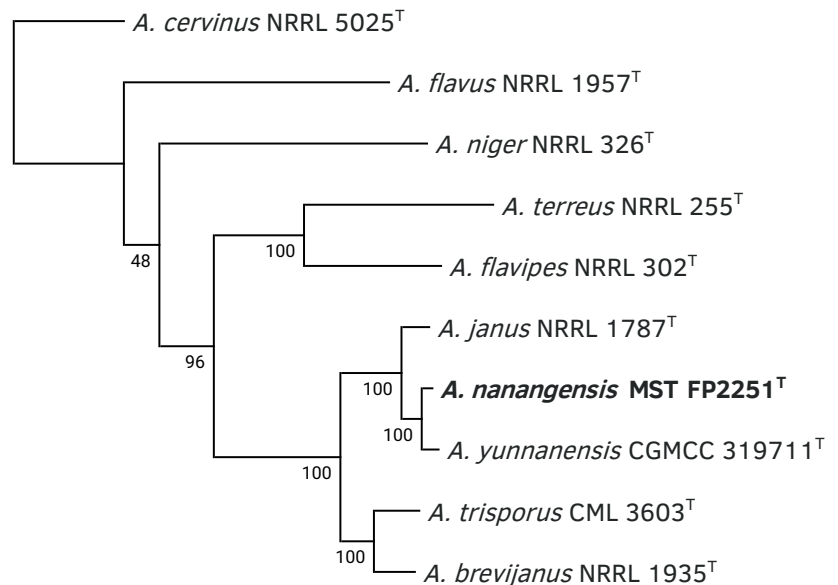 A. cervinus NRRL 5025ᵀ
A. flavus NRRL 1957ᵀ
A. niger NRRL 326ᵀ
A. terreus NRRL 255ᵀ
100
48
A. flavipes NRRL 302ᵀ
A. janus NRRL 1787ᵀ
96
100
A. nanangensis MST FP2251ᵀ
100
A. yunnanensis CGMCC 319711ᵀ
100
A. trisporus CML 3603ᵀ
100
A. brevijanus NRRL 1935ᵀ